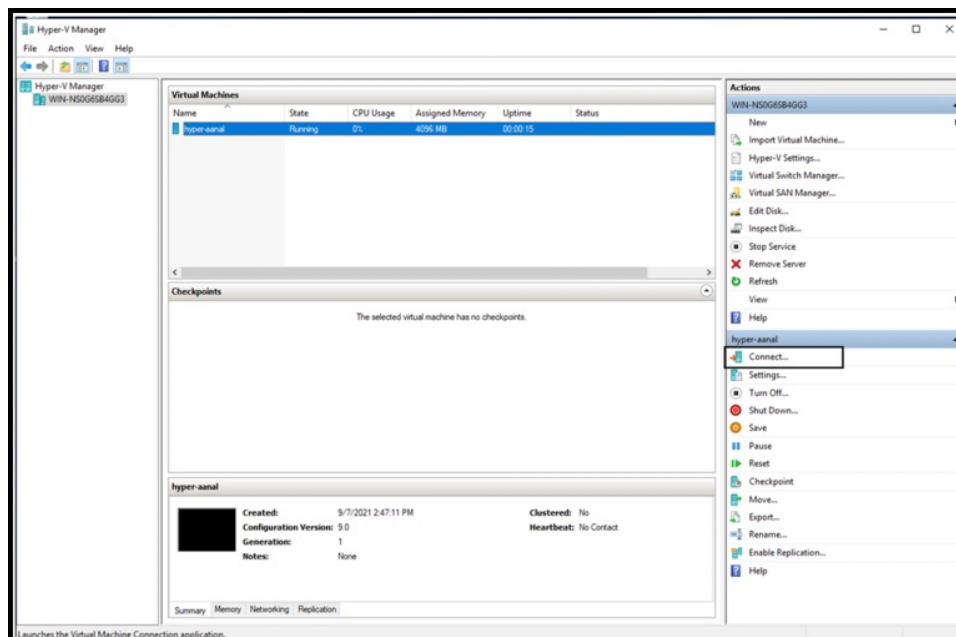 Hyper-V Manager
File Action View Help
Hyper-V Manager
WIN-NS0G6SB4GG3
Virtual Machines
Name State CPU Usage Assigned Memory Uptime Status
hyper-aanal Running 0% 4096 MB 00:00:15
Checkpoints
The selected virtual machine has no checkpoints.
hyper-aanal
Created: 9/7/2021 2:47:11 PM Clustered: No
Configuration Version: 9.0 Heartbeat: No Contact
Generation: 1
Notes: None
Summary Memory Networking Replication
Actions
WIN-NS0G6SB4GG3
New
Import Virtual Machine...
Hyper-V Settings...
Virtual Switch Manager...
Virtual SAN Manager...
Edit Disk...
Inspect Disk...
Stop Service
Remove Server
Refresh
View
Help
hyper-aanal
Connect...
Settings...
Turn Off...
Shut Down...
Save
Pause
Reset
Checkpoint
Move...
Export...
Rename...
Enable Replication...
Help
Launches the Virtual Machine Connection application.